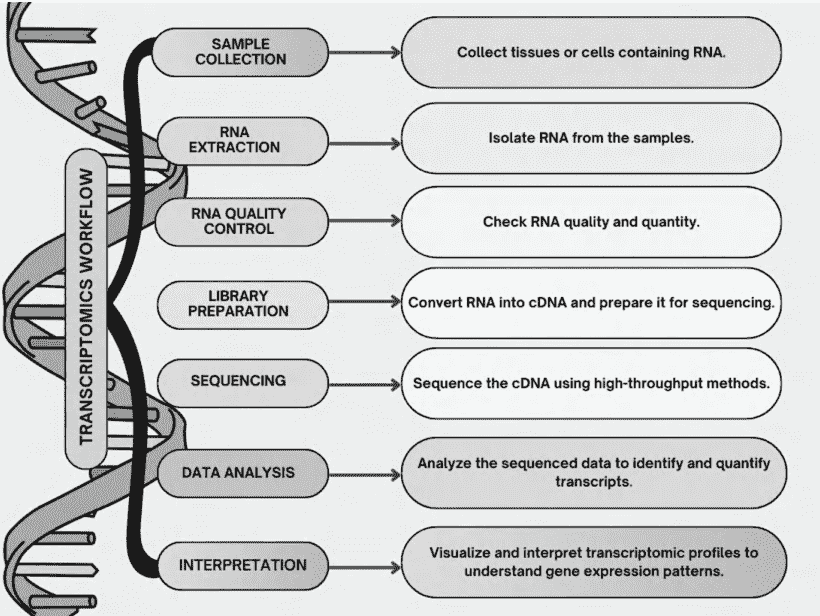 TRANSCRIPTOMICS WORKFLOW
SAMPLE
COLLECTION
Collect tissues or cells containing RNA.
RNA
EXTRACTION
Isolate RNA from the samples.
RNA QUALITY
CONTROL
Check RNA quality and quantity.
LIBRARY
PREPARATION
Convert RNA into cDNA and prepare it for sequencing.
SEQUENCING
Sequence the cDNA using high-throughput methods.
DATA ANALYSIS
Analyze the sequenced data to identify and quantify
transcripts.
INTERPRETATION
Visualize and interpret transcriptomic profiles to
understand gene expression patterns.